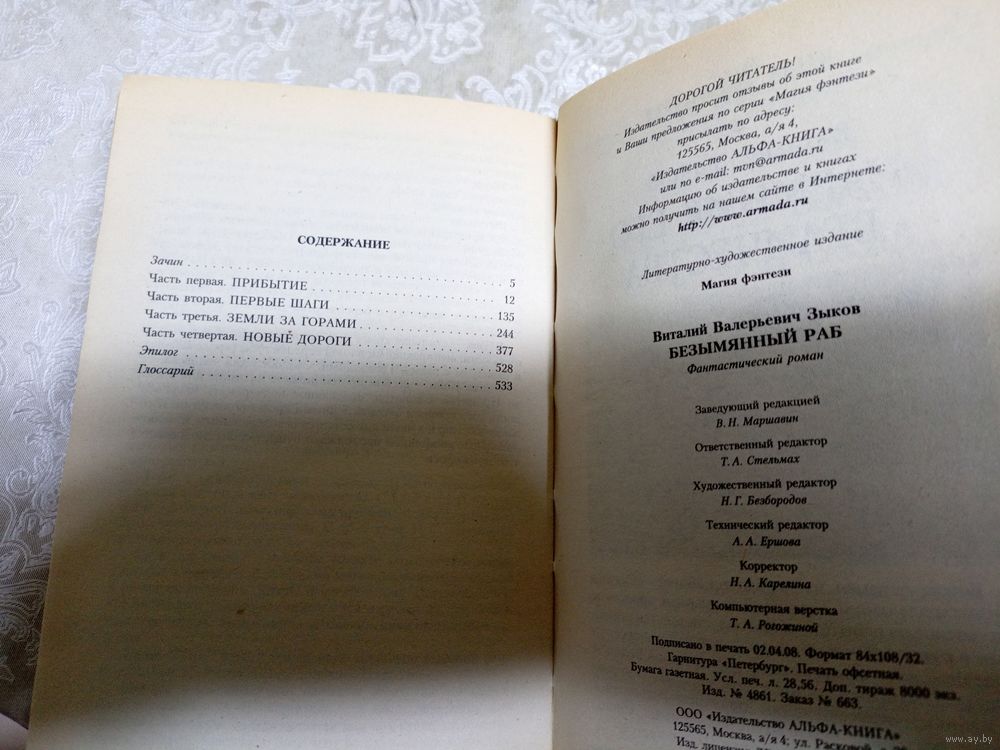 СОДЕРЖАНИЕ
Зачин . . . . . . . . . . . . . . . . . . . . . . . . . . . . . . . . 5
Часть первая. ПРИБЫТИЕ . . . . . . . . . . . . . . . . . . . . 12
Часть вторая. ПЕРВЫЕ ШАГИ . . . . . . . . . . . . . . . . . 135
Часть третья. ЗЕМЛИ ЗА ГОРАМИ . . . . . . . . . . . . . . 244
Часть четвертая. НОВЫЕ ДОРОГИ . . . . . . . . . . . . . . 377
Эпилог . . . . . . . . . . . . . . . . . . . . . . . . . . . . . . . 528
Глоссарий . . . . . . . . . . . . . . . . . . . . . . . . . . . . . 533
ДОРОГОЙ ЧИТАТЕЛЬ!
Издательство просит отзывы об этой книге
и Ваши предложения по серии «Магия фэнтези»
присылать по адресу:
125565, Москва, а/я 4,
«Издательство АЛЬФА-КНИГА»
или по e-mail: mvn@armada.ru
Информацию об издательстве и книгах
можно получить на нашем сайте в Интернете:
http://www.armada.ru
Литературно-художественное издание
Магия фэнтези
Виталий Валерьевич Зыков
БЕЗЫМЯННЫЙ РАБ
Фантастический роман
Заведующий редакцией
В. Н. Маршавин
Ответственный редактор
Т. А. Стельмах
Художественный редактор
Н. Г. Безбородов
Технический редактор
А. А. Ершова
Корректор
Н. А. Карелина
Компьютерная верстка
Т. А. Рогожиной
Подписано в печать 02.04.08. Формат 84х108/32.
Гарнитура «Петербург». Печать офсетная.
Бумага газетная. Усл. печ. л. 28,56. Доп. тираж 8000 экз.
Изд. № 4861. Заказ № 663.
ООО «Издательство АЛЬФА-КНИГА»
125565, Москва, а/я 4; ул. Расковой, д.
Изд.
www.ay.by